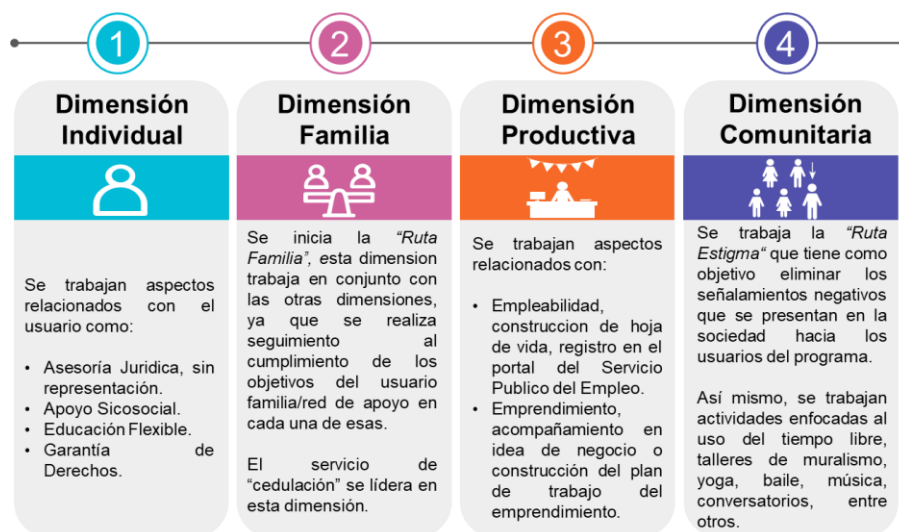 1
Dimensión
Individual
Se trabajan aspectos
relacionados con el
usuario como:
• Asesoría Juridica, sin
representación.
• Apoyo Sicosocial.
• Educación Flexible.
• Garantía de
Derechos.
2
Dimensión
Familia
Se inicia la “Ruta
Familia”, esta dimension
trabaja en conjunto con
las otras dimensiones,
ya que se realiza
seguimiento al
cumplimiento de los
objetivos del usuario
familia/red de apoyo en
cada una de esas.
El servicio de
“cedulación” se lídera en
esta dimensión.
3
Dimensión
Productiva
Se trabajan aspectos
relacionados con:
• Empleabilidad,
construccion de hoja
de vida, registro en el
portal del Servicio
Publico del Empleo.
• Emprendimiento,
acompañamiento en
idea de negocio o
construcción del plan
de trabajo del
emprendimiento.
4
Dimensión
Comunitaria
Se trabaja la “Ruta
Estigma“ que tiene como
objetivo eliminar los
señalamientos negativos
que se presentan en la
sociedad hacia los
usuarios del programa.
Así mismo, se trabajan
actividades enfocadas al
uso del tiempo libre,
talleres de muralismo,
yoga, baile, música,
conversatorios, entre
otros.